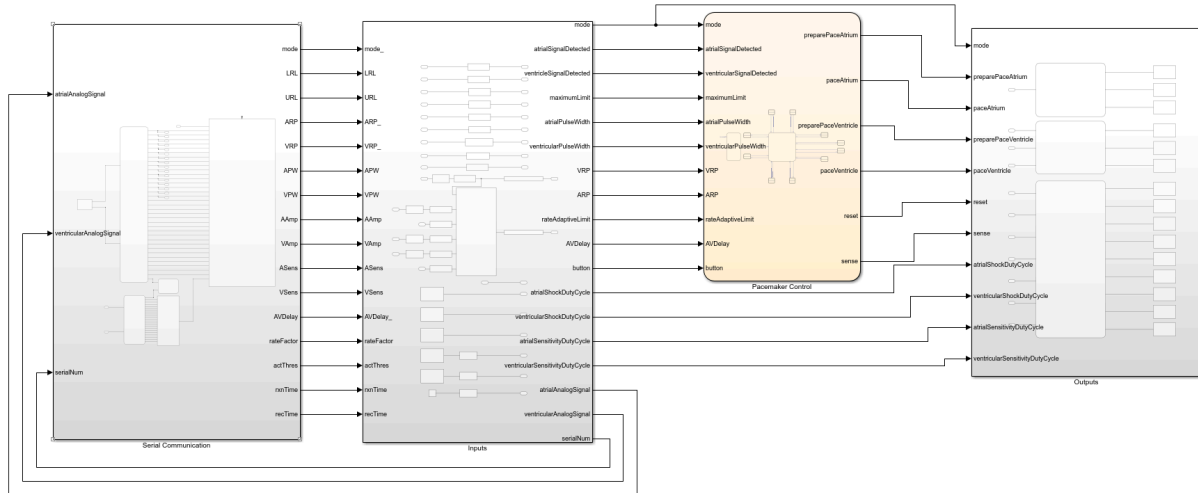 atrialAnalogSignal
ventricularAnalogSignal
serialNum
mode
LRL
URL
ARP
VRP
APW
VPW
AAmp
VAmp
ASens
VSens
AVDelay
rateFactor
actThres
rxnTime
recTime
Serial Communication
mode_
LRL
URL
ARP_
VRP_
APW
VPW
AAmp
VAmp
ASens
VSens
AVDelay_
rateFactor
actThres
rxnTime
recTime
mode
atrialSignalDetected
ventricleSignalDetected
maximumLimit
atrialPulseWidth
ventricularPulseWidth
VRP
ARP
rateAdaptiveLimit
AVDelay
button
atrialShockDutyCycle
ventricularShockDutyCycle
atrialSensitivityDutyCycle
ventricularSensitivityDutyCycle
atrialAnalogSignal
ventricularAnalogSignal
serialNum
Inputs
mode
atrialSignalDetected
ventricularSignalDetected
maximumLimit
atrialPulseWidth
ventricularPulseWidth
VRP
ARP
rateAdaptiveLimit
AVDelay
button
preparePaceAtrium
paceAtrium
preparePaceVentricle
paceVentricle
reset
sense
Pacemaker Control
mode
preparePaceAtrium
paceAtrium
preparePaceVentricle
paceVentricle
reset
sense
atrialShockDutyCycle
ventricularShockDutyCycle
atrialSensitivityDutyCycle
ventricularSensitivityDutyCycle
Outputs